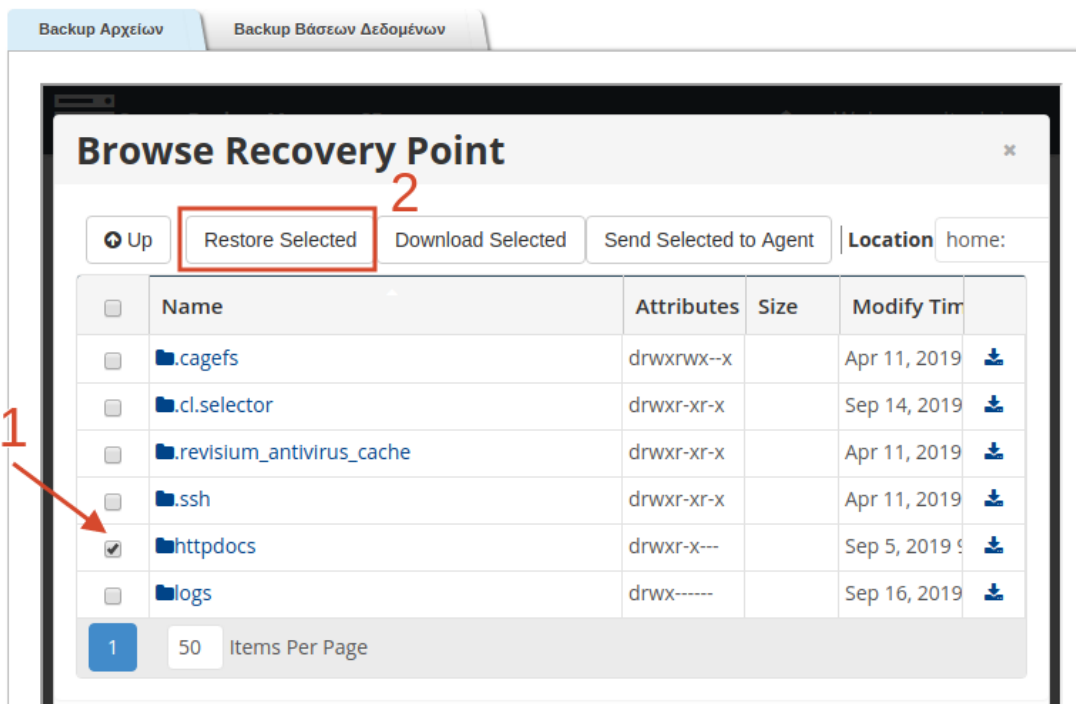 Backup Αρχείων Backup Βάσεων Δεδομένων
Browse Recovery Point ×
2
Up Restore Selected Download Selected Send Selected to Agent Location home:
Name Attributes Size Modify Tim
.cagefs drwxrwx--x Apr 11, 2019
.cl.selector drwxr-xr-x Sep 14, 2019
1
.revisium_antivirus_cache drwxr-xr-x Apr 11, 2019
.ssh drwxr-xr-x Apr 11, 2019
httpdocs drwxr-x--- Sep 5, 2019 9
logs drwx------ Sep 16, 2019
1 50 Items Per Page